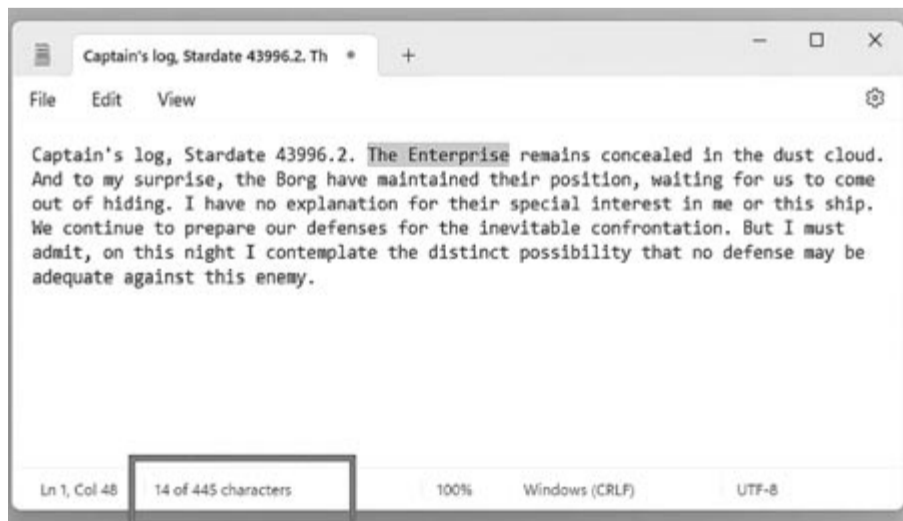 Captain's log, Stardate 43996.2. Th
File Edit View
Captain's log, Stardate 43996.2. The Enterprise remains concealed in the dust cloud.
And to my surprise, the Borg have maintained their position, waiting for us to come
out of hiding. I have no explanation for their special interest in me or this ship.
We continue to prepare our defenses for the inevitable confrontation. But I must
admit, on this night I contemplate the distinct possibility that no defense may be
adequate against this enemy.
Ln 1, Col 48 14 of 445 characters 100% Windows (CRLF) UTF-8